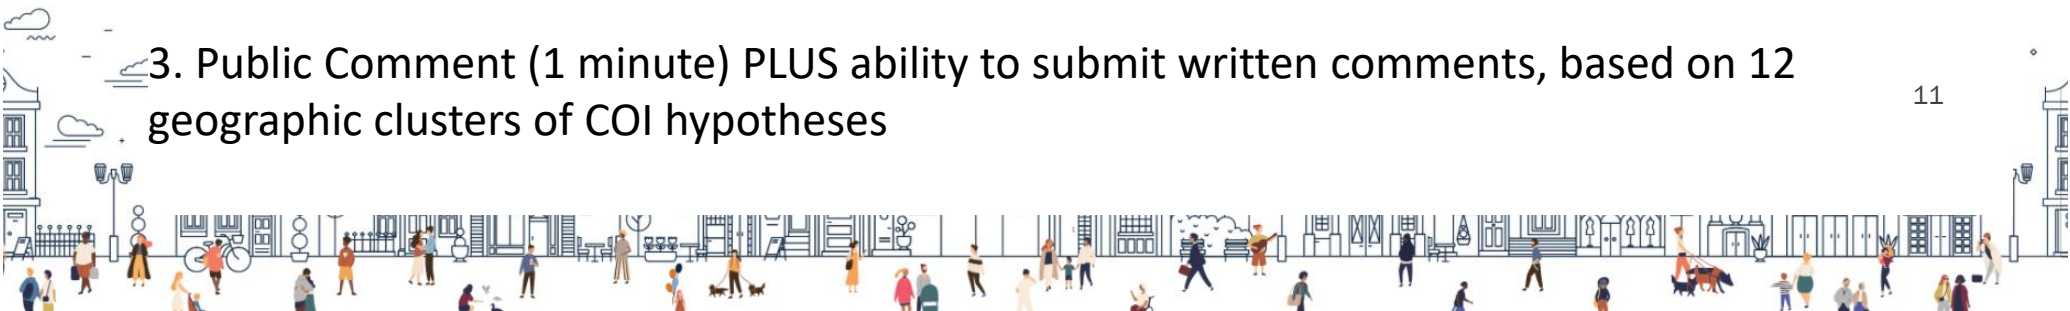 3. Public Comment (1 minute) PLUS ability to submit written comments, based on 12
geographic clusters of COI hypotheses
11